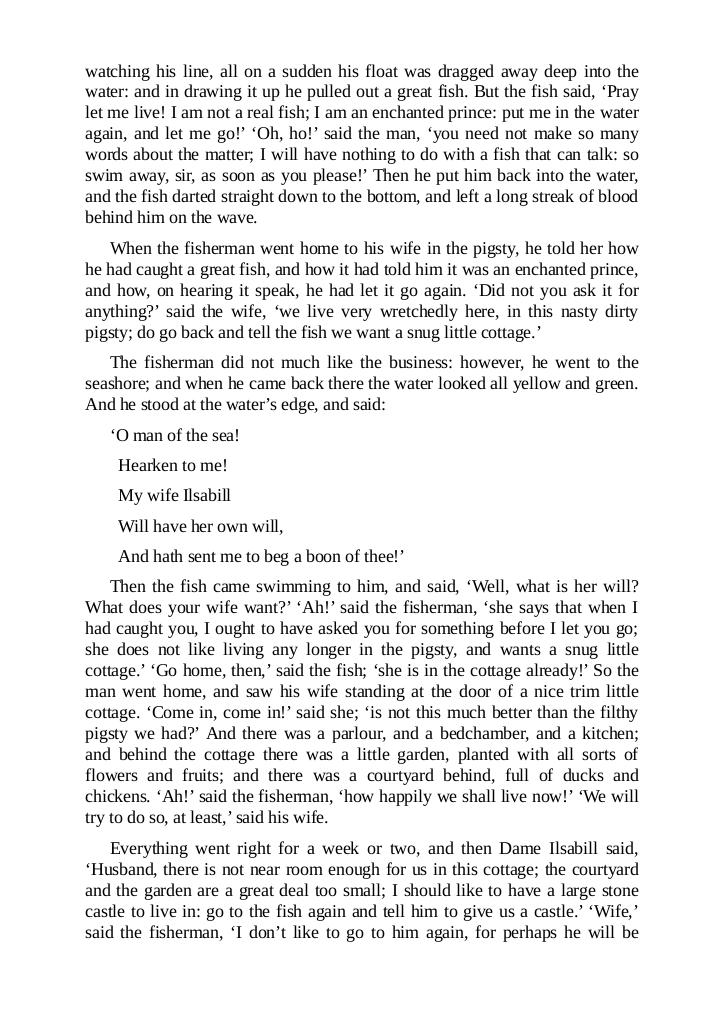 watching his line, all on a sudden his float was dragged away deep into the
water: and in drawing it up he pulled out a great fish. But the fish said, ‘Pray
let me live! I am not a real fish; I am an enchanted prince: put me in the water
again, and let me go!’ ‘Oh, ho!’ said the man, ‘you need not make so many
words about the matter; I will have nothing to do with a fish that can talk: so
swim away, sir, as soon as you please!’ Then he put him back into the water,
and the fish darted straight down to the bottom, and left a long streak of blood
behind him on the wave.
When the fisherman went home to his wife in the pigsty, he told her how
he had caught a great fish, and how it had told him it was an enchanted prince,
and how, on hearing it speak, he had let it go again. ‘Did not you ask it for
anything?’ said the wife, ‘we live very wretchedly here, in this nasty dirty
pigsty; do go back and tell the fish we want a snug little cottage.’
The fisherman did not much like the business: however, he went to the
seashore; and when he came back there the water looked all yellow and green.
And he stood at the water’s edge, and said:
‘O man of the sea!
Hearken to me!
My wife Ilsabill
Will have her own will,
And hath sent me to beg a boon of thee!’
Then the fish came swimming to him, and said, ‘Well, what is her will?
What does your wife want?’ ‘Ah!’ said the fisherman, ‘she says that when I
had caught you, I ought to have asked you for something before I let you go;
she does not like living any longer in the pigsty, and wants a snug little
cottage.’ ‘Go home, then,’ said the fish; ‘she is in the cottage already!’ So the
man went home, and saw his wife standing at the door of a nice trim little
cottage. ‘Come in, come in!’ said she; ‘is not this much better than the filthy
pigsty we had?’ And there was a parlour, and a bedchamber, and a kitchen;
and behind the cottage there was a little garden, planted with all sorts of
flowers and fruits; and there was a courtyard behind, full of ducks and
chickens. ‘Ah!’ said the fisherman, ‘how happily we shall live now!’ ‘We will
try to do so, at least,’ said his wife.
Everything went right for a week or two, and then Dame Ilsabill said,
‘Husband, there is not near room enough for us in this cottage; the courtyard
and the garden are a great deal too small; I should like to have a large stone
castle to live in: go to the fish again and tell him to give us a castle.’ ‘Wife,’
said the fisherman, ‘I don’t like to go to him again, for perhaps he will be